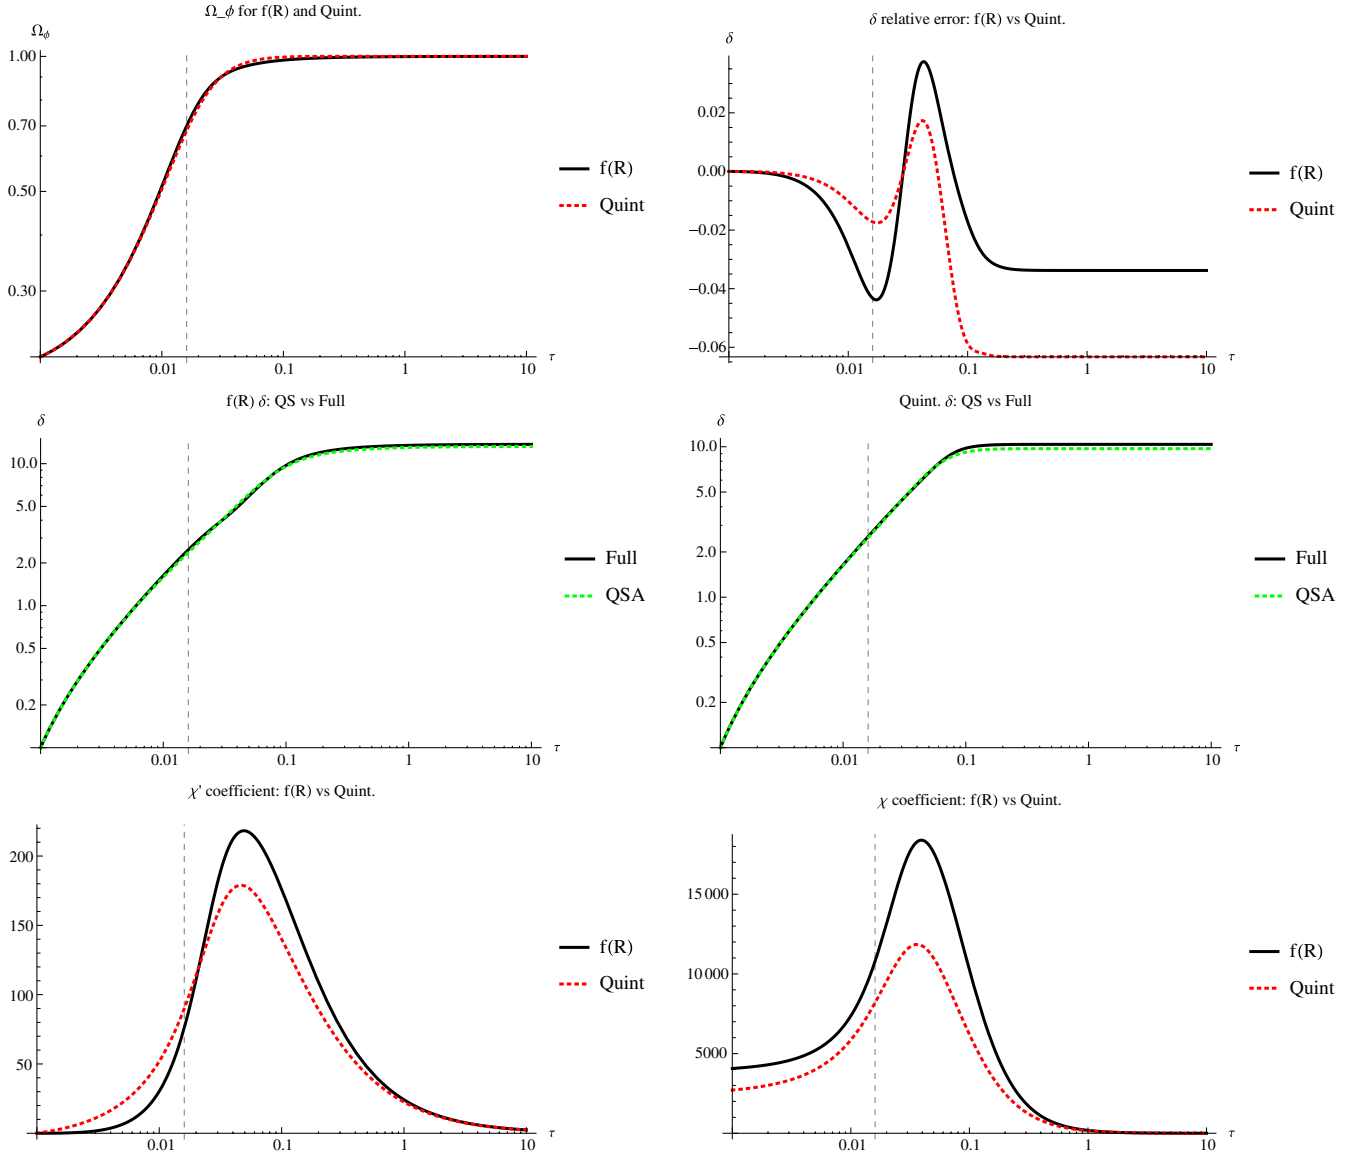 Ω_ϕ for f(R) and Quint.
Ω_ϕ
1.00
0.70
0.50
0.30
0.01
0.1
1
10
τ
f(R)
Quint
δ relative error: f(R) vs Quint.
δ
0.02
0.00
−0.02
−0.04
−0.06
0.01
0.1
1
10
τ
f(R)
Quint
f(R) δ: QS vs Full
δ
10.0
5.0
2.0
1.0
0.5
0.2
0.01
0.1
1
10
τ
Full
QSA
Quint. δ: QS vs Full
δ
10.0
5.0
2.0
1.0
0.5
0.2
0.01
0.1
1
10
τ
Full
QSA
χ' coefficient: f(R) vs Quint.
200
150
100
50
0.01
0.1
1
10
τ
f(R)
Quint
χ coefficient: f(R) vs Quint.
15 000
10 000
5000
0.01
0.1
1
10
τ
f(R)
Quint